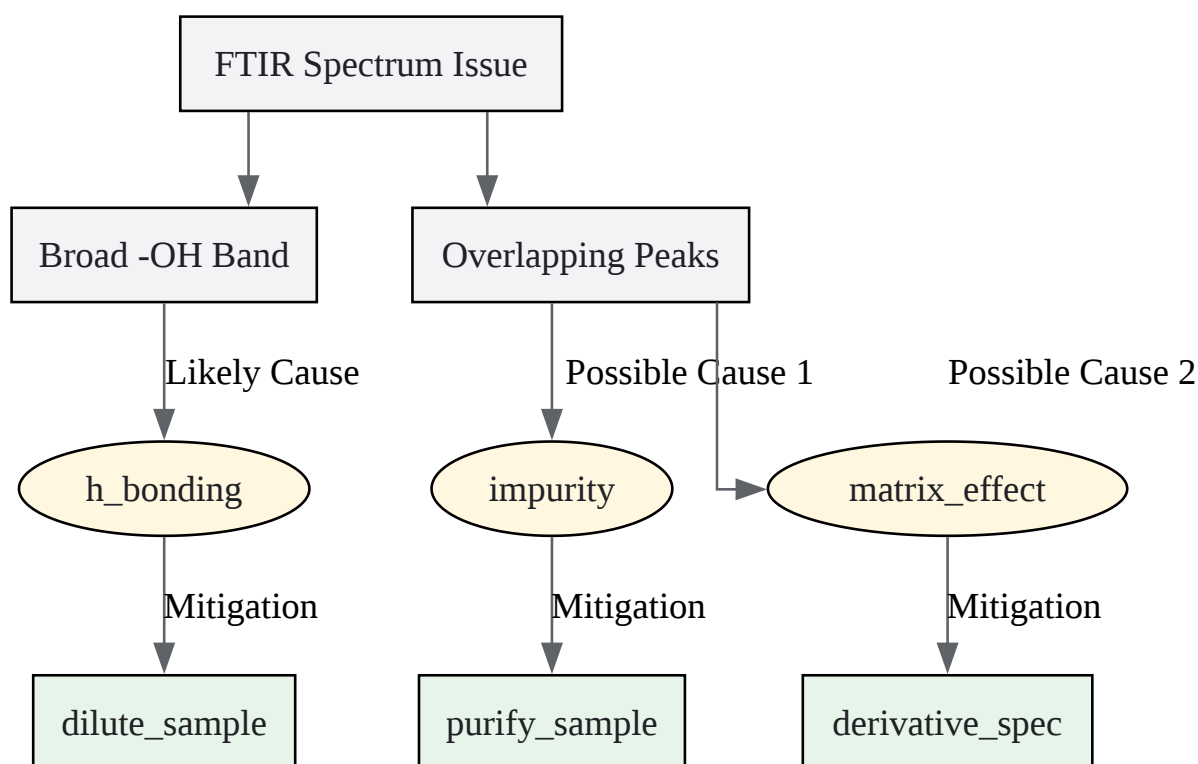 FTIR Spectrum Issue
Broad -OH Band
Overlapping Peaks
Likely Cause
Possible Cause 1
Possible Cause 2
h_bonding
impurity
matrix_effect
Mitigation
Mitigation
Mitigation
dilute_sample
purify_sample
derivative_spec